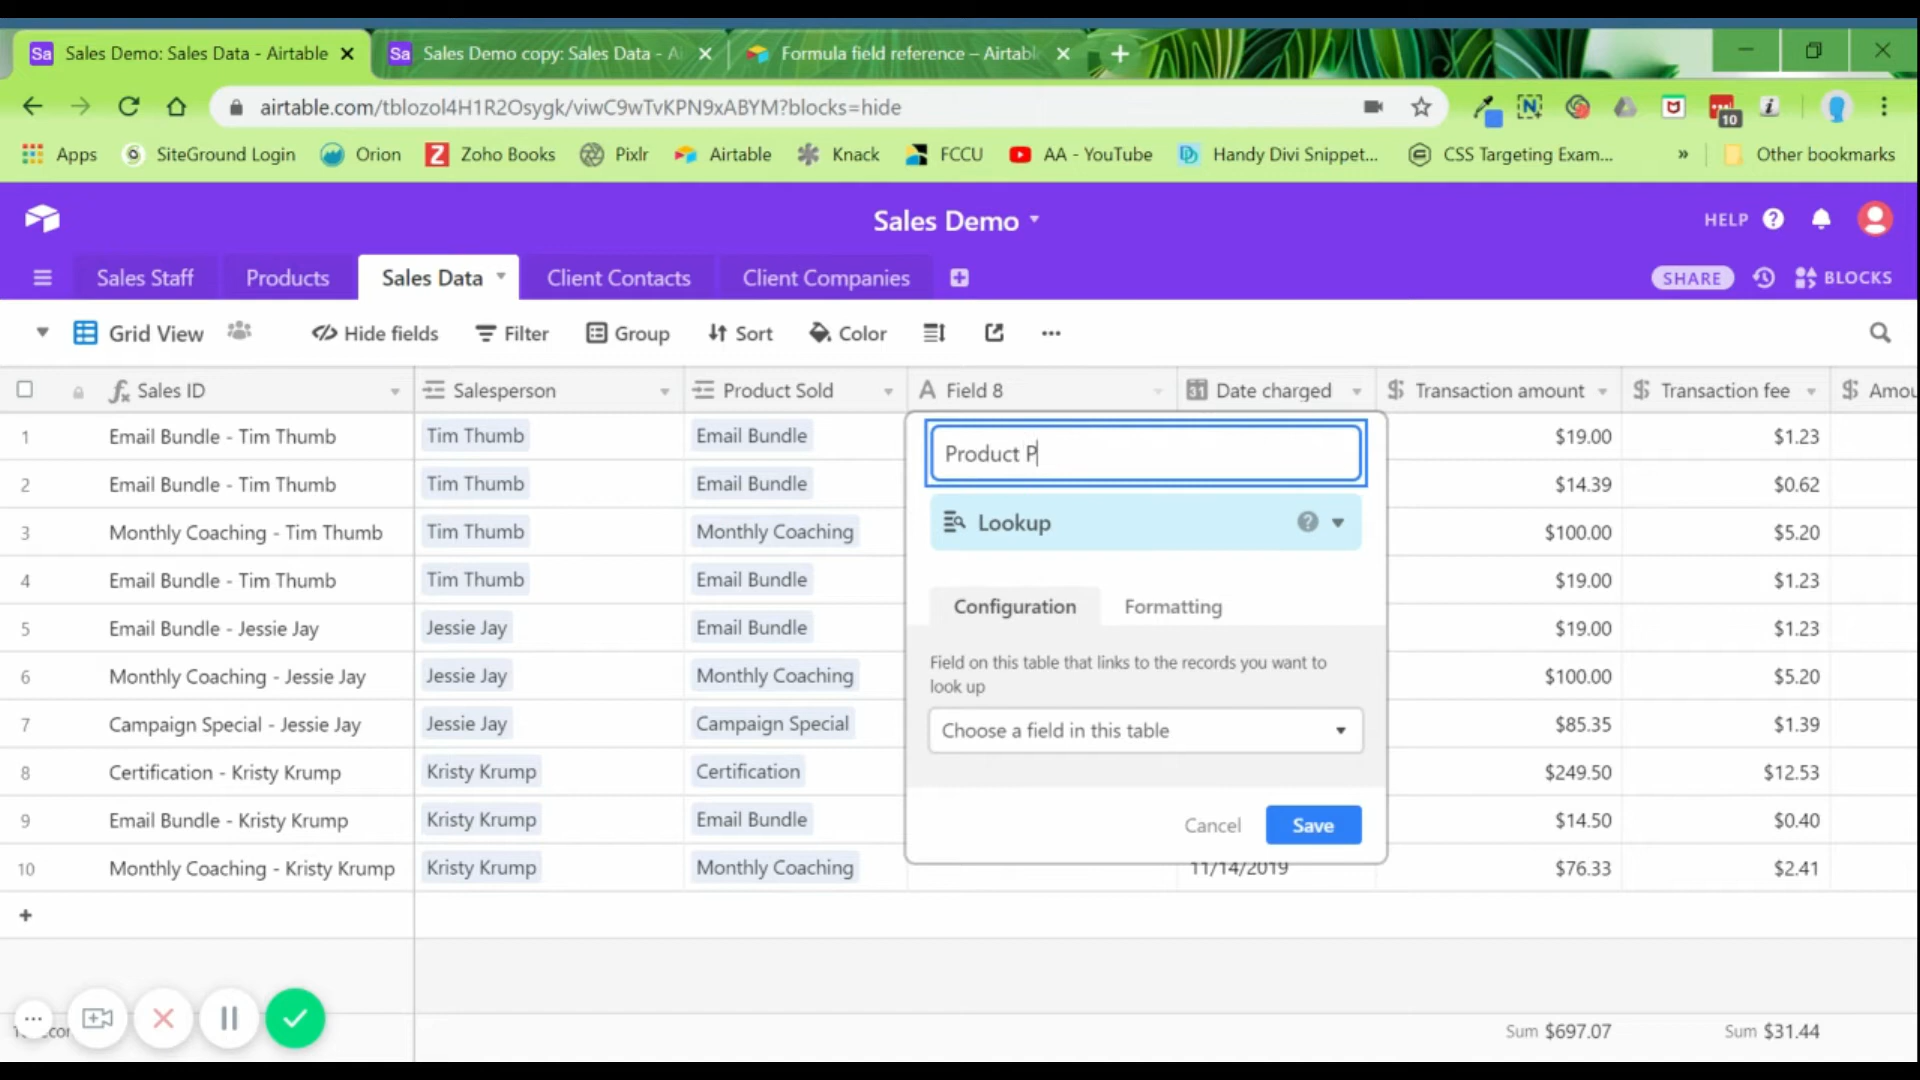 Sa Sales Demo: Sales Data - Airtable
Sa Sales Demo copy: Sales Data - Ai
Formula field reference – Airtabl
airtable.com/tblozol4H1R2Osygk/viwC9wTvKPN9xABYM?blocks=hide
10
Apps SiteGround Login Orion Zoho Books Pixlr Airtable Knack FCCU AA - YouTube Handy Divi Snippet... CSS Targeting Exam... » Other bookmarks
Sales Demo
HELP ?
Sales Staff Products Sales Data Client Contacts Client Companies
SHARE BLOCKS
Grid View Hide fields Filter Group Sort Color ...
Sales ID Salesperson Product Sold A Field 8 31 Date charged $ Transaction amount $ Transaction fee $ Amou
1 Email Bundle - Tim Thumb Tim Thumb Email Bundle $19.00 $1.23
2 Email Bundle - Tim Thumb Tim Thumb Email Bundle $14.39 $0.62
3 Monthly Coaching - Tim Thumb Tim Thumb Monthly Coaching $100.00 $5.20
4 Email Bundle - Tim Thumb Tim Thumb Email Bundle $19.00 $1.23
5 Email Bundle - Jessie Jay Jessie Jay Email Bundle $19.00 $1.23
6 Monthly Coaching - Jessie Jay Jessie Jay Monthly Coaching $100.00 $5.20
7 Campaign Special - Jessie Jay Jessie Jay Campaign Special $85.35 $1.39
8 Certification - Kristy Krump Kristy Krump Certification $249.50 $12.53
9 Email Bundle - Kristy Krump Kristy Krump Email Bundle $14.50 $0.40
10 Monthly Coaching - Kristy Krump Kristy Krump Monthly Coaching 11/14/2019 $76.33 $2.41
Product P
Lookup ?
Configuration Formatting
Field on this table that links to the records you want to
look up
Choose a field in this table
Cancel Save
+
Sum $697.07 Sum $31.44